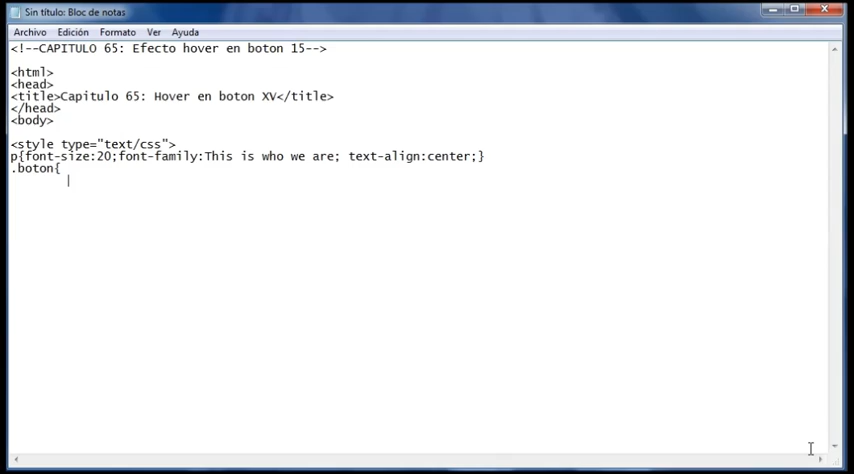 Sin título: Bloc de notas
Archivo Edición Formato Ver Ayuda
<!--CAPITULO 65: Efecto hover en boton 15-->
<html>
<head>
<title>Capitulo 65: Hover en boton XV</title>
</head>
<body>
<style type="text/css">
p{font-size:20;font-family:This is who we are; text-align:center;}
.boton{